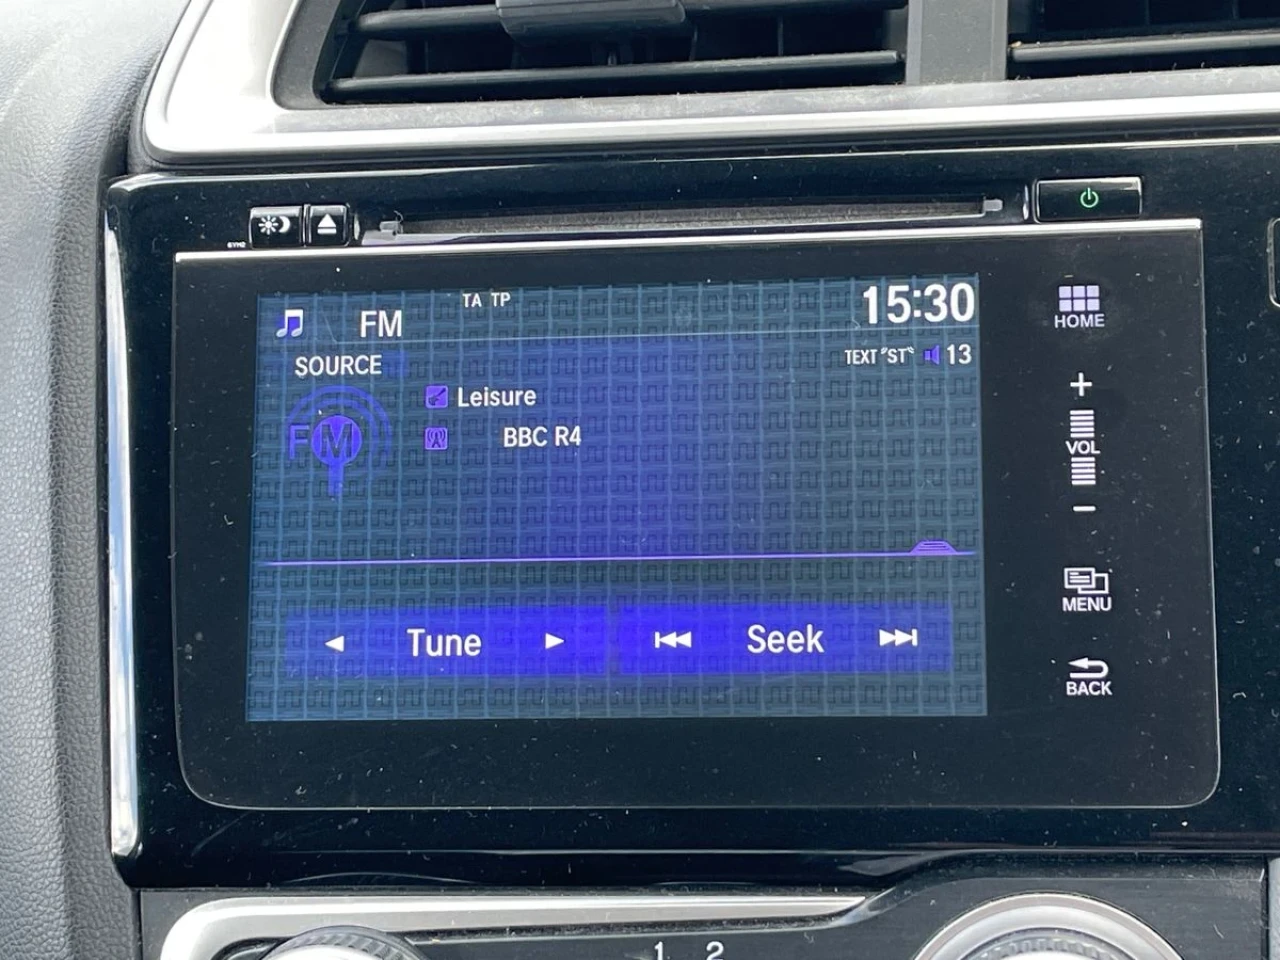 TA TP
FM
15:30
SOURCE
TEXT "ST" 13
Leisure
FM
BBC R4
Tune
Seek
HOME
+
VOL
−
MENU
BACK
1 2